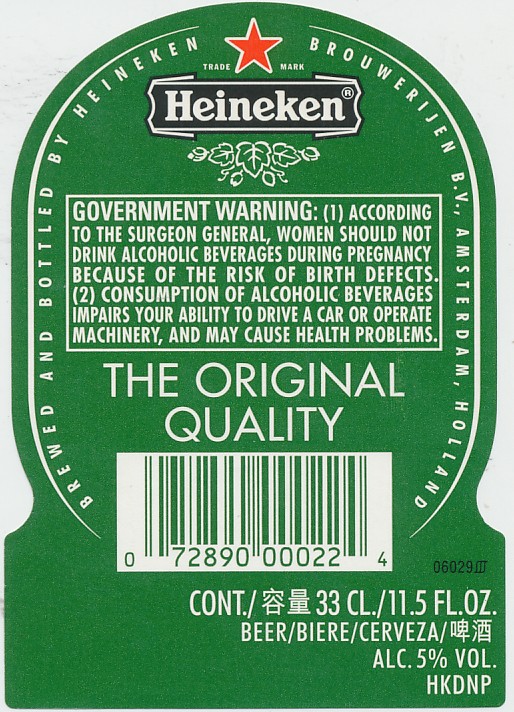 BREWED AND BOTTLED BY HEINEKEN BROUWERIJEN B.V., AMSTERDAM, HOLLAND
TRADE MARK
Heineken®
GOVERNMENT WARNING: (1) ACCORDING
TO THE SURGEON GENERAL, WOMEN SHOULD NOT
DRINK ALCOHOLIC BEVERAGES DURING PREGNANCY
BECAUSE OF THE RISK OF BIRTH DEFECTS.
(2) CONSUMPTION OF ALCOHOLIC BEVERAGES
IMPAIRS YOUR ABILITY TO DRIVE A CAR OR OPERATE
MACHINERY, AND MAY CAUSE HEALTH PROBLEMS.
THE ORIGINAL
QUALITY
0 72890 00022 4
06029III
CONT./容量 33 CL./11.5 FL.OZ.
BEER/BIERE/CERVEZA/啤酒
ALC. 5% VOL.
HKDNP